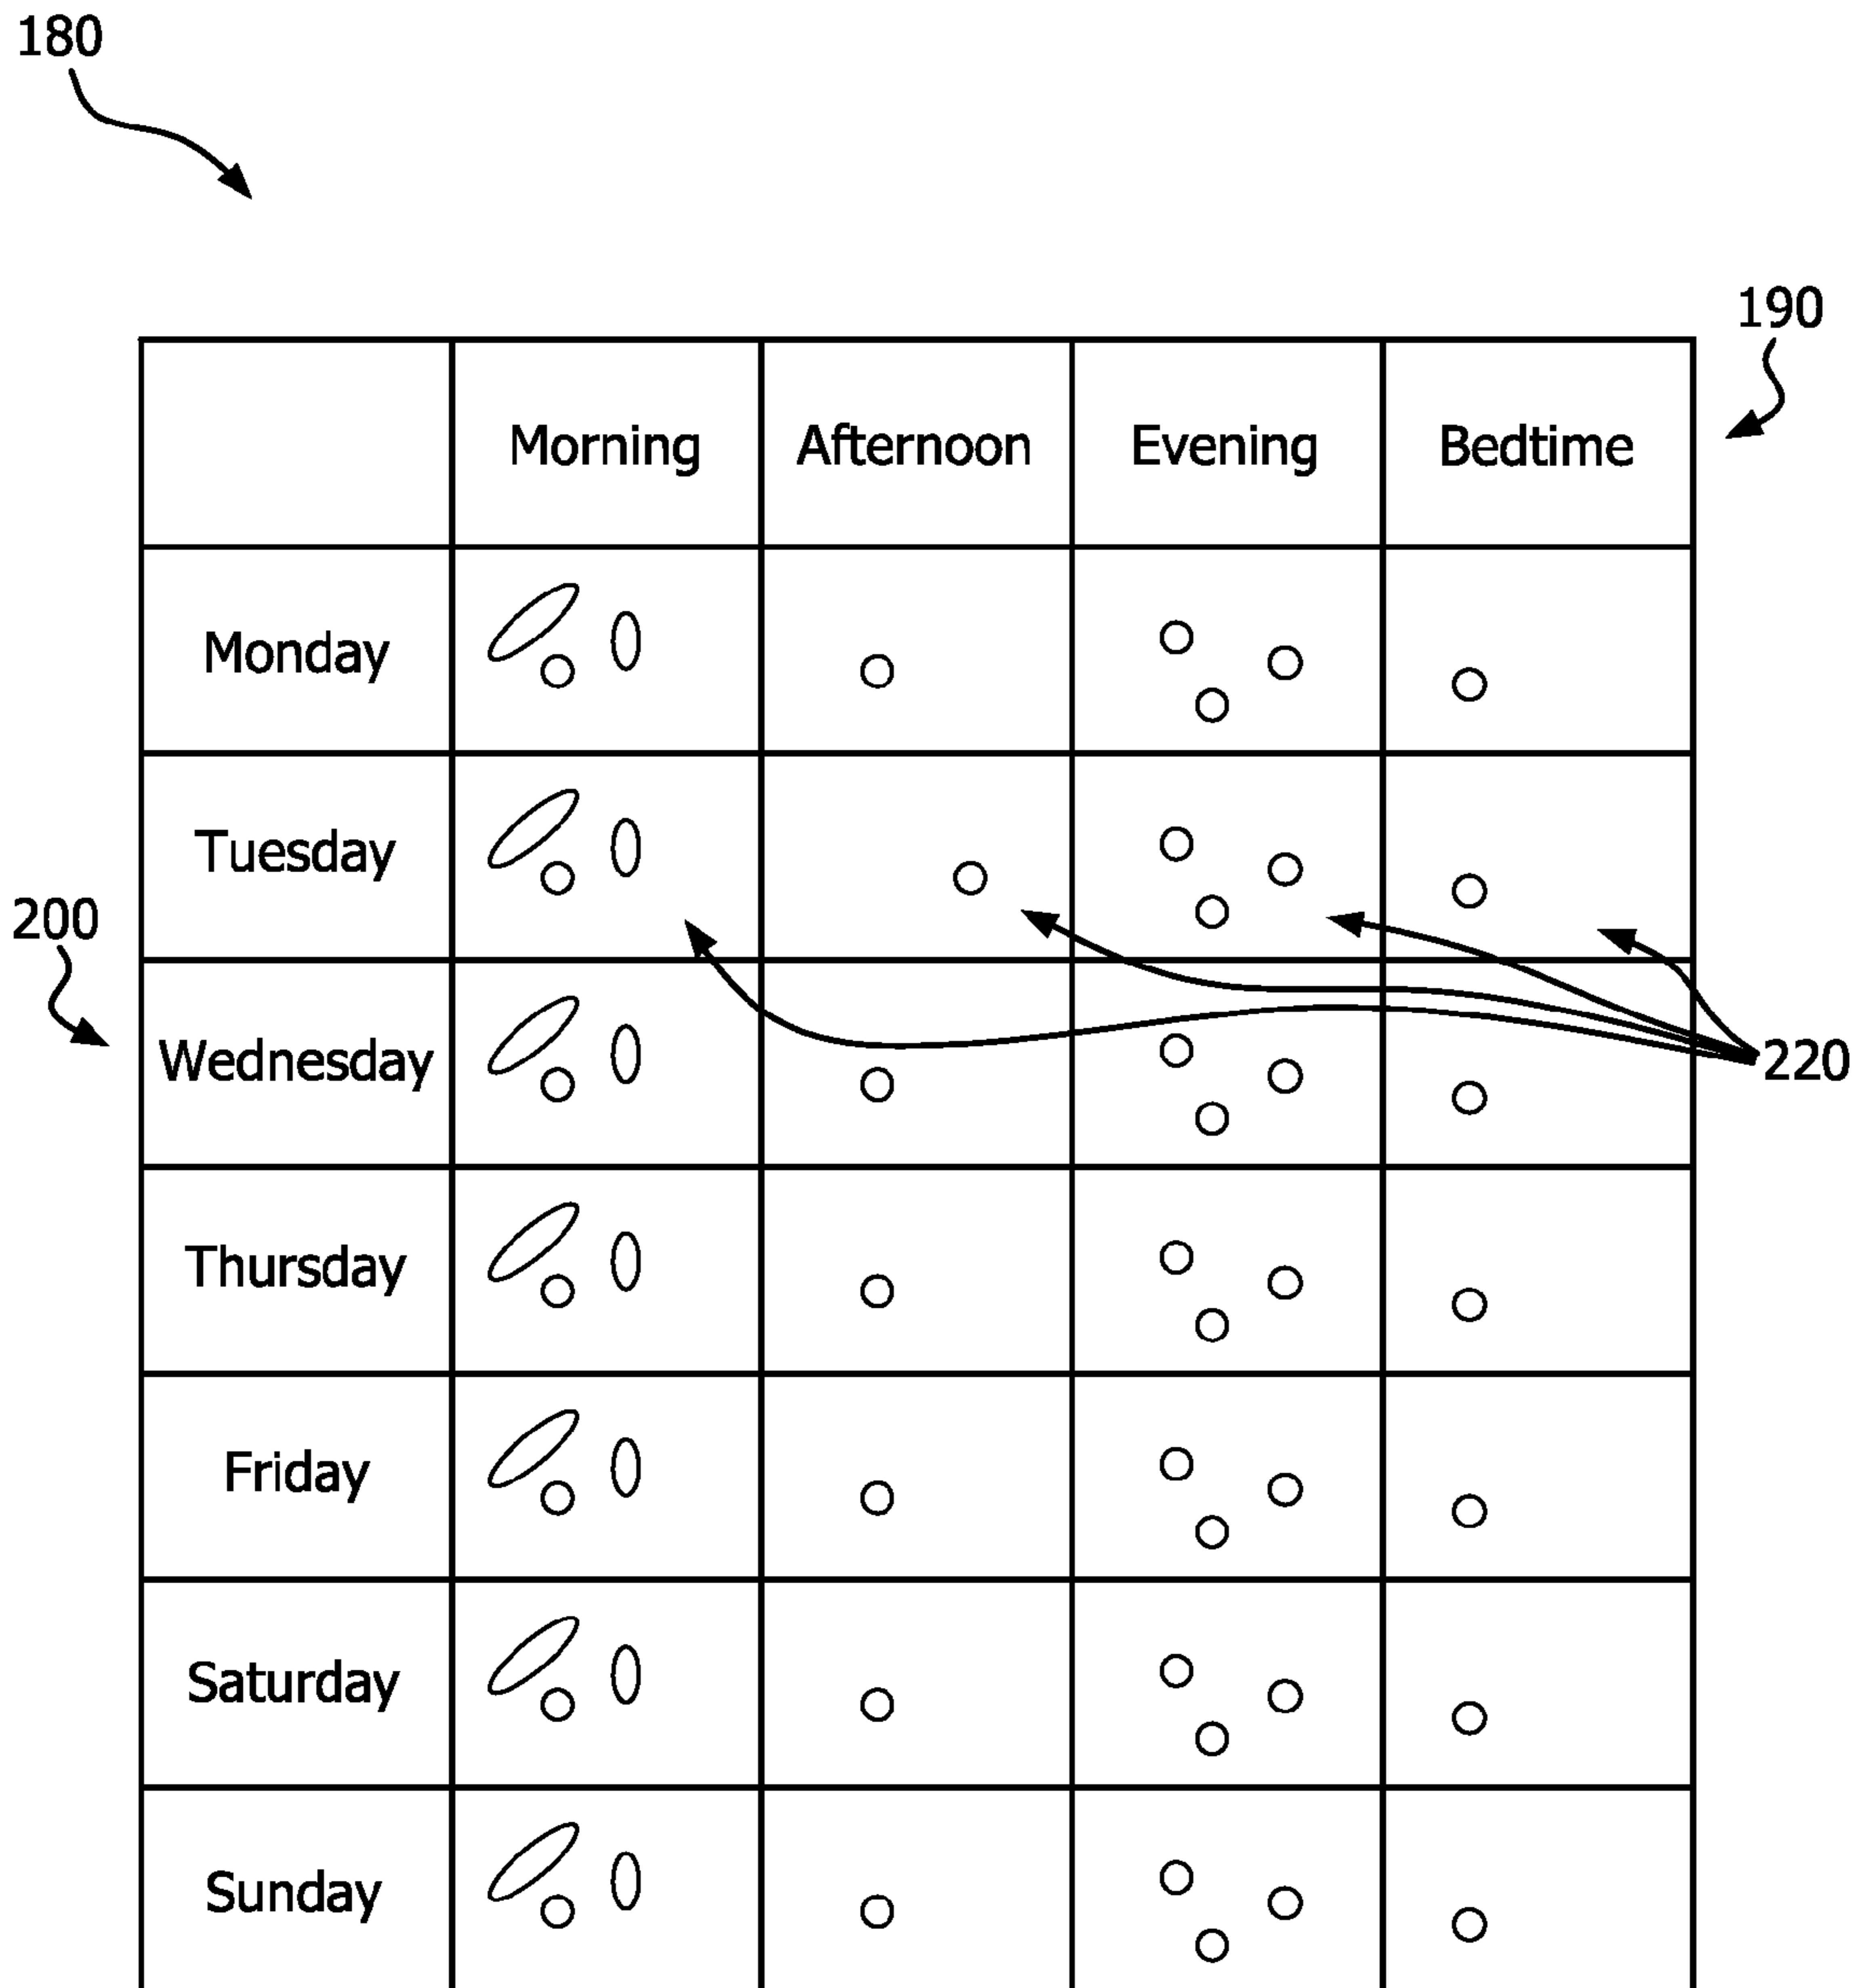 180
190
Morning Afternoon Evening Bedtime
Monday
Tuesday
200
Wednesday
220
Thursday
Friday
Saturday
Sunday